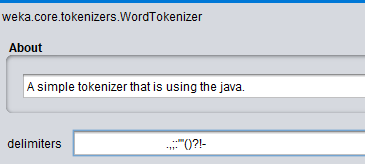 weka.core.tokenizers.WordTokenizer
About
A simple tokenizer that is using the java.
delimiters .,;:'"()?!-